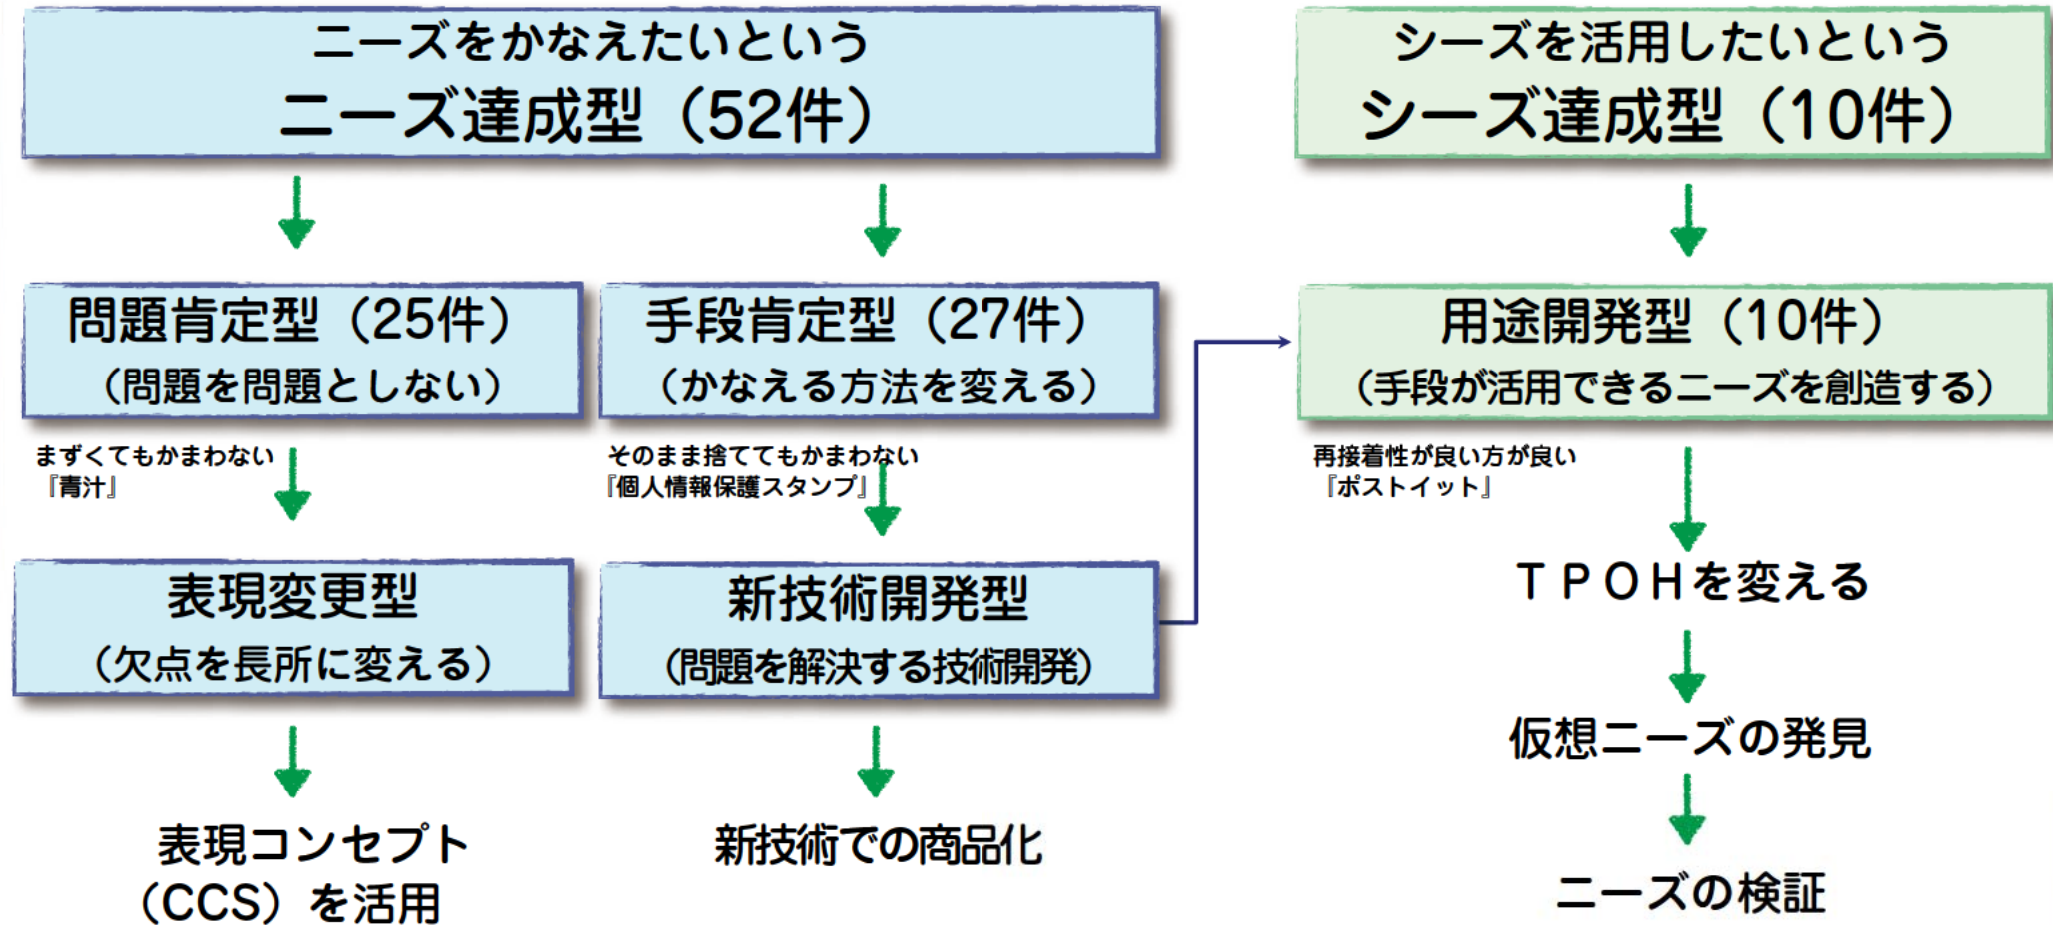 ニーズをかなえたいという
ニーズ達成型（52件）
シーズを活用したいという
シーズ達成型（10件）
問題肯定型（25件）
（問題を問題としない）
手段肯定型（27件）
（かなえる方法を変える）
用途開発型（10件）
（手段が活用できるニーズを創造する）
まずくてもかまわない
『青汁』
そのまま捨ててもかまわない
『個人情報保護スタンプ』
再接着性が良い方が良い
『ポストイット』
表現変更型
（欠点を長所に変える）
新技術開発型
（問題を解決する技術開発）
ＴＰＯＨを変える
仮想ニーズの発見
ニーズの検証
表現コンセプト
（CCS）を活用
新技術での商品化